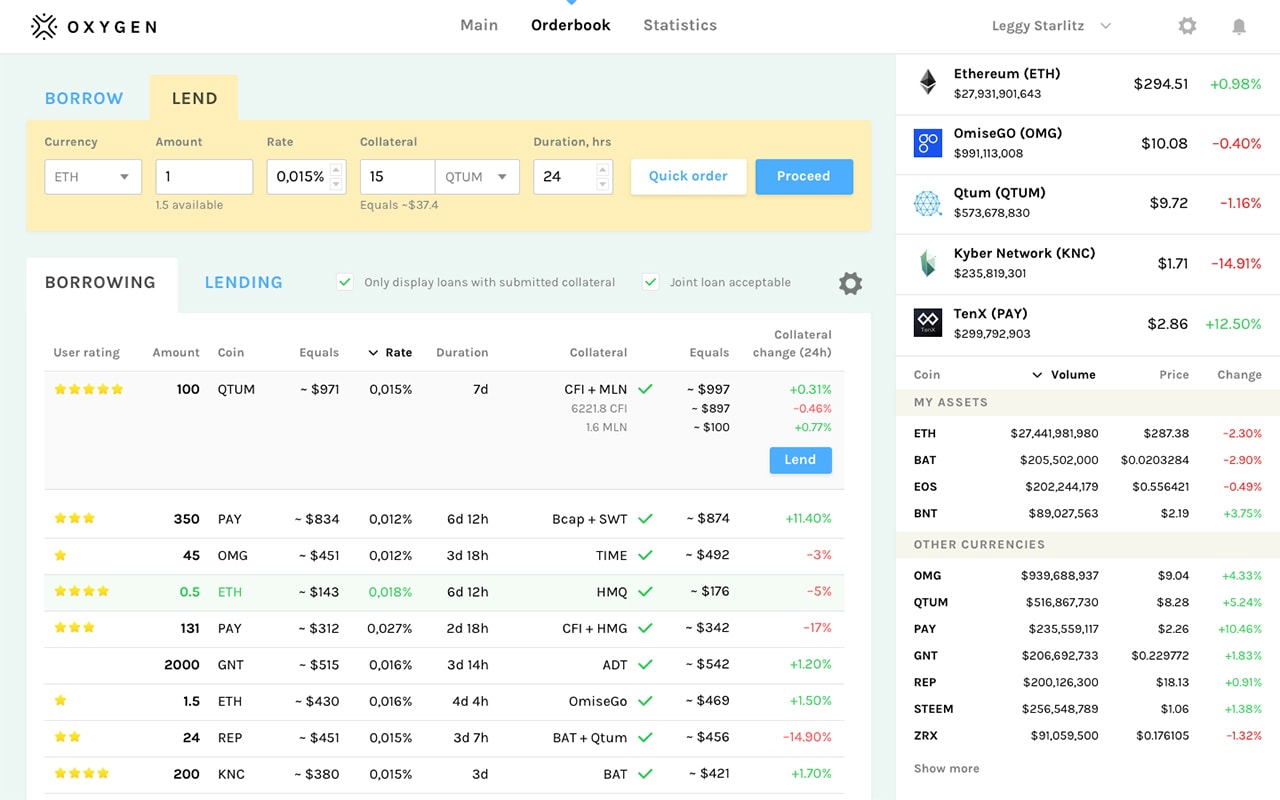 OXYGEN
Main Orderbook Statistics
Leggy Starlitz
BORROW LEND
Currency Amount Rate Collateral Duration, hrs
ETH 1 0,015% 15 QTUM 24 Quick order Proceed
1.5 available Equals ~$37.4
BORROWING LENDING Only display loans with submitted collateral Joint loan acceptable
User rating Amount Coin Equals Rate Duration Collateral Equals Collateral change (24h)
100 QTUM ~ $971 0,015% 7d CFI + MLN ~ $997 +0.31%
6221.8 CFI ~ $897 −0.46%
1.6 MLN ~ $100 +0.77%
Lend
350 PAY ~ $834 0,012% 6d 12h Bcap + SWT ~ $874 +11.40%
45 OMG ~ $451 0,012% 3d 18h TIME ~ $492 −3%
0.5 ETH ~ $143 0,018% 6d 12h HMQ ~ $176 −5%
131 PAY ~ $312 0,027% 2d 18h CFI + HMG ~ $342 −17%
2000 GNT ~ $515 0,016% 3d 14h ADT ~ $542 +1.20%
1.5 ETH ~ $430 0,016% 4d 4h OmiseGo ~ $469 +1.50%
24 REP ~ $451 0,015% 3d 7h BAT + Qtum ~ $456 −14.90%
200 KNC ~ $380 0,015% 3d BAT ~ $421 +1.70%
Ethereum (ETH) $294.51 +0.98%
$27,931,901,643
OmiseGO (OMG) $10.08 −0.40%
$991,113,008
Qtum (QTUM) $9.72 −1.16%
$573,678,830
Kyber Network (KNC) $1.71 −14.91%
$235,819,301
TenX (PAY) $2.86 +12.50%
$299,792,903
TenX
Coin Volume Price Change
MY ASSETS
ETH $27,441,981,980 $287.38 −2.30%
BAT $205,502,000 $0.0203284 −2.90%
EOS $202,244,179 $0.556421 −0.49%
BNT $89,027,563 $2.19 +3.75%
OTHER CURRENCIES
OMG $939,688,937 $9.04 +4.33%
QTUM $516,867,730 $8.28 +5.24%
PAY $235,559,117 $2.26 +10.46%
GNT $206,692,733 $0.229772 +1.83%
REP $200,126,300 $18.13 +0.91%
STEEM $256,548,789 $1.06 +1.38%
ZRX $91,059,500 $0.176105 −1.32%
Show more